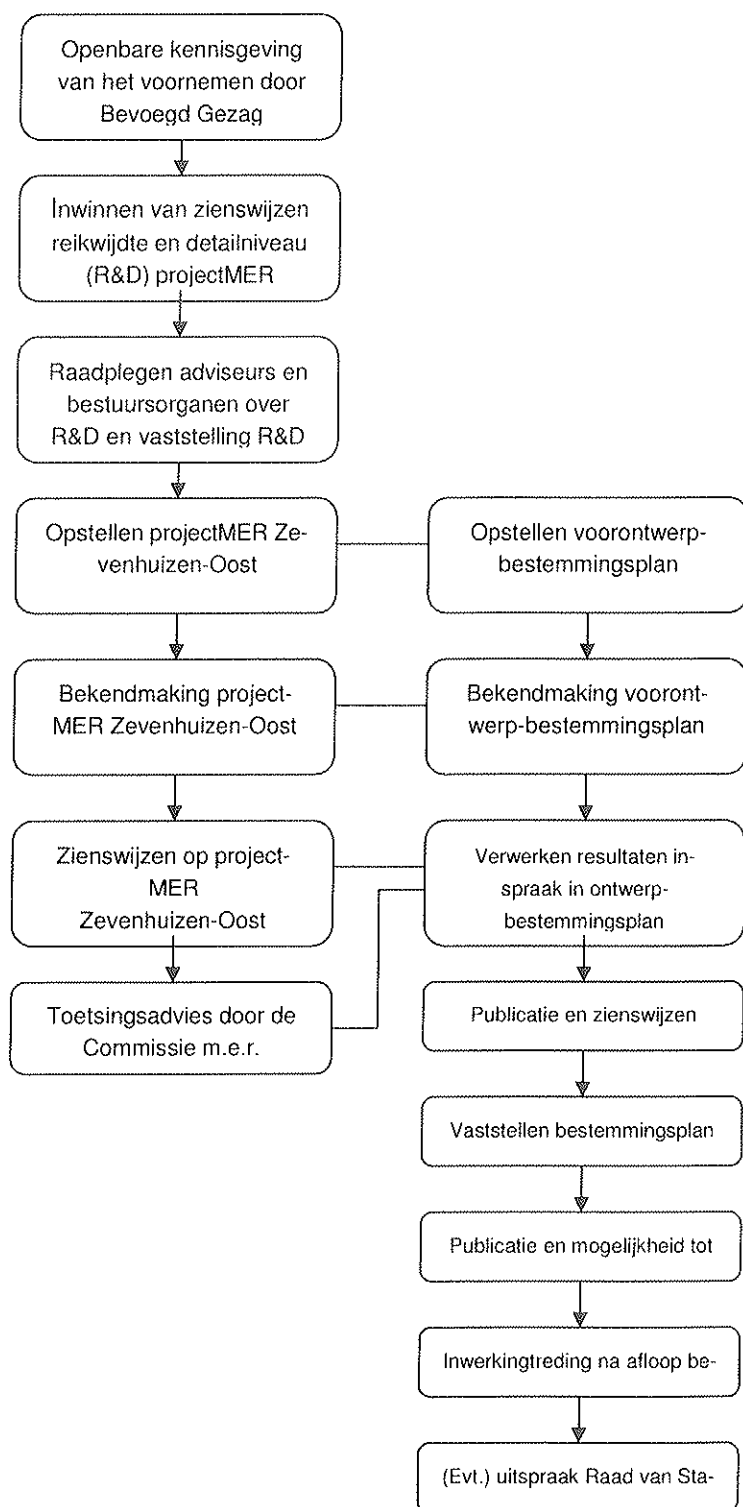 Openbare kennisgeving
van het voornemen door
Bevoegd Gezag
Inwinnen van zienswijzen
reikwijdte en detailniveau
(R&D) projectMER
Raadplegen adviseurs en
bestuursorganen over
R&D en vaststelling R&D
Opstellen projectMER Ze-
venhuizen-Oost
Opstellen voorontwerp-
bestemmingsplan
Bekendmaking project-
MER Zevenhuizen-Oost
Bekendmaking vooront-
werp-bestemmingsplan
Zienswijzen op project-
MER
Zevenhuizen-Oost
Verwerken resultaten in-
spraak in ontwerp-
bestemmingsplan
Toetsingsadvies door de
Commissie m.e.r.
Publicatie en zienswijzen
Vaststellen bestemmingsplan
Publicatie en mogelijkheid tot
Inwerkingtreding na afloop be-
(Evt.) uitspraak Raad van Sta-